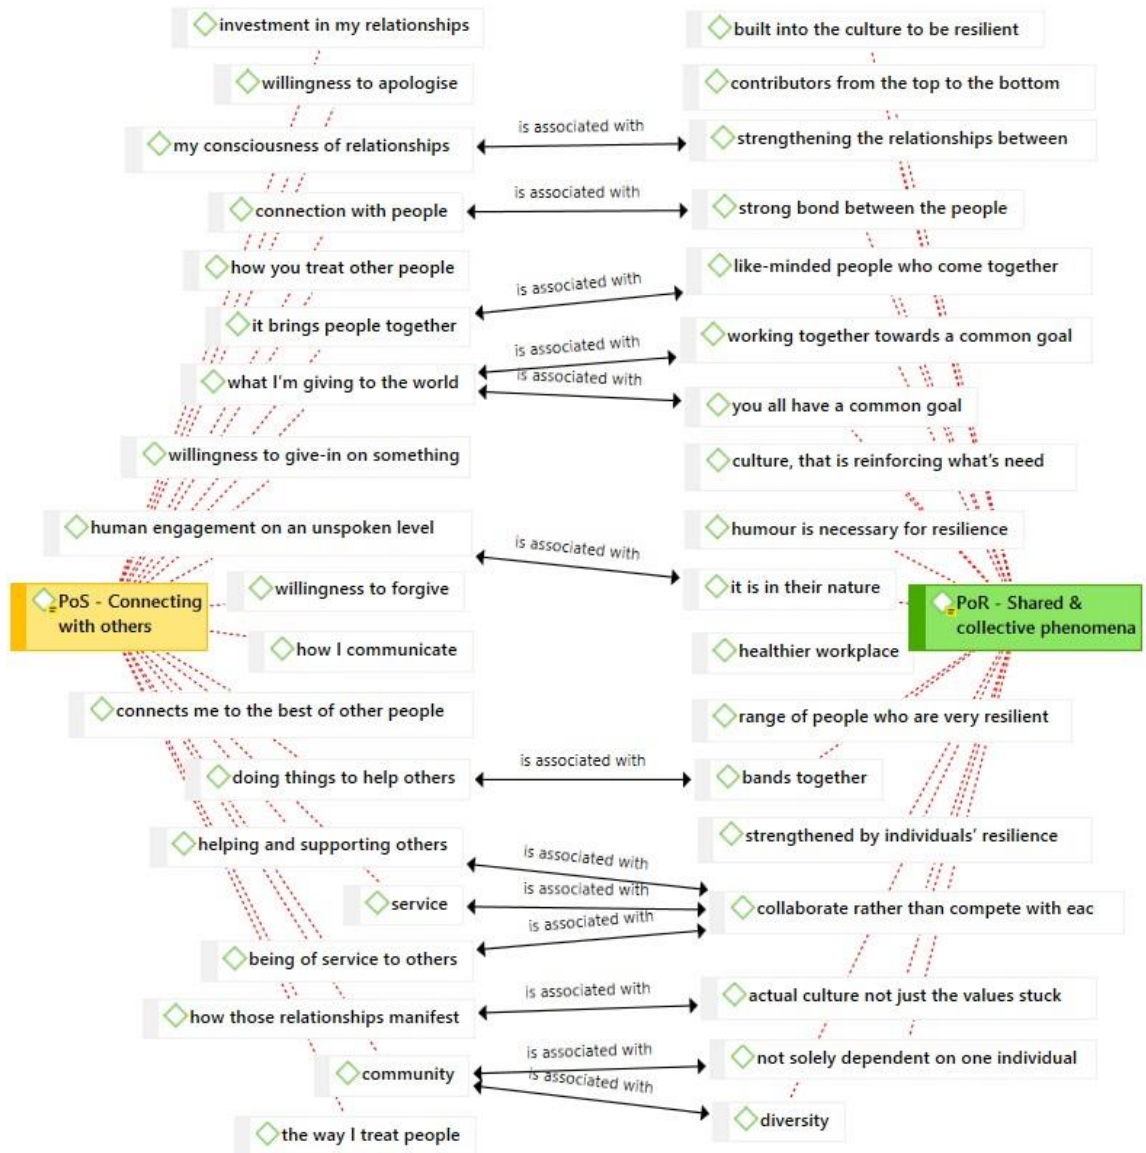 investment in my relationships
built into the culture to be resilient
willingness to apologise
contributors from the top to the bottom
my consciousness of relationships
is associated with
strengthening the relationships between
connection with people
is associated with
strong bond between the people
how you treat other people
like-minded people who come together
is associated with
it brings people together
working together towards a common goal
is associated with
what I'm giving to the world
is associated with
you all have a common goal
willingness to give-in on something
culture, that is reinforcing what's need
human engagement on an unspoken level
humour is necessary for resilience
is associated with
willingness to forgive
it is in their nature
PoS - Connecting
with others
PoR - Shared &
collective phenomena
how I communicate
healthier workplace
connects me to the best of other people
range of people who are very resilient
doing things to help others
is associated with
bands together
helping and supporting others
strengthened by individuals' resilience
is associated with
service
is associated with
collaborate rather than compete with eac
is associated with
being of service to others
how those relationships manifest
is associated with
actual culture not just the values stuck
community
is associated with
not solely dependent on one individual
is associated with
diversity
the way I treat people